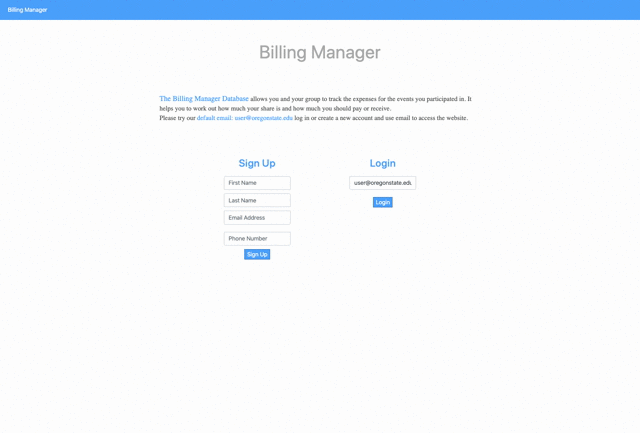 Billing Manager
Billing Manager
The Billing Manager Database allows you and your group to track the expenses for the events you participated in. It
helps you to work out how much your share is and how much you should pay or receive.
Please try our default email: user@oregonstate.edu log in or create a new account and use email to access the website.
Sign Up
First Name
Last Name
Email Address
Phone Number
Sign Up
Login
user@oregonstate.edu
Login